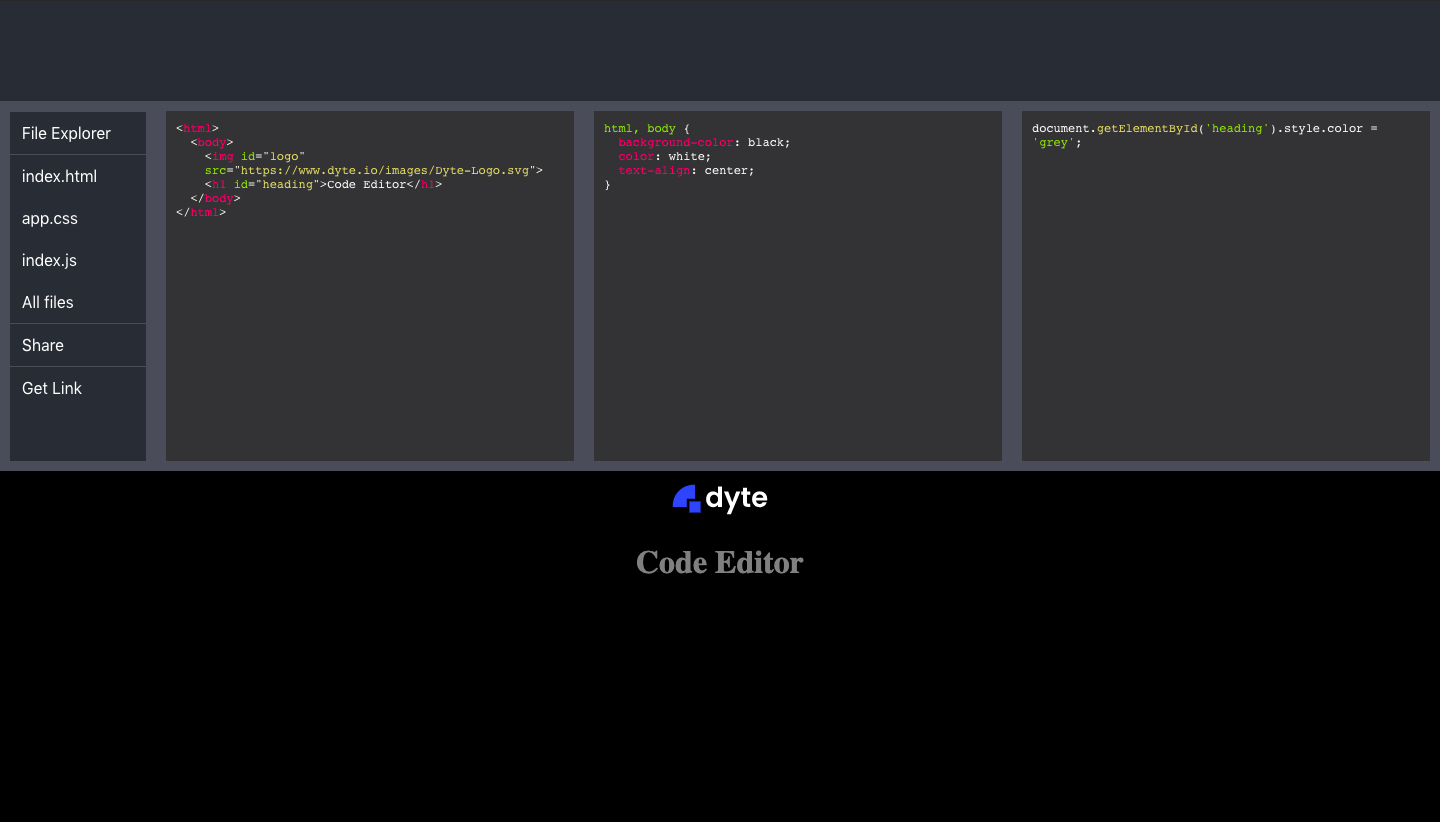 File Explorer
index.html
app.css
index.js
All files
Share
Get Link
<html>
  <body>
    <img id="logo"
    src="https://www.dyte.io/images/Dyte-Logo.svg">
    <h1 id="heading">Code Editor</h1>
  </body>
</html>
html, body {
  background-color: black;
  color: white;
  text-align: center;
}
document.getElementById('heading').style.color =
'grey';
dyte
Code Editor